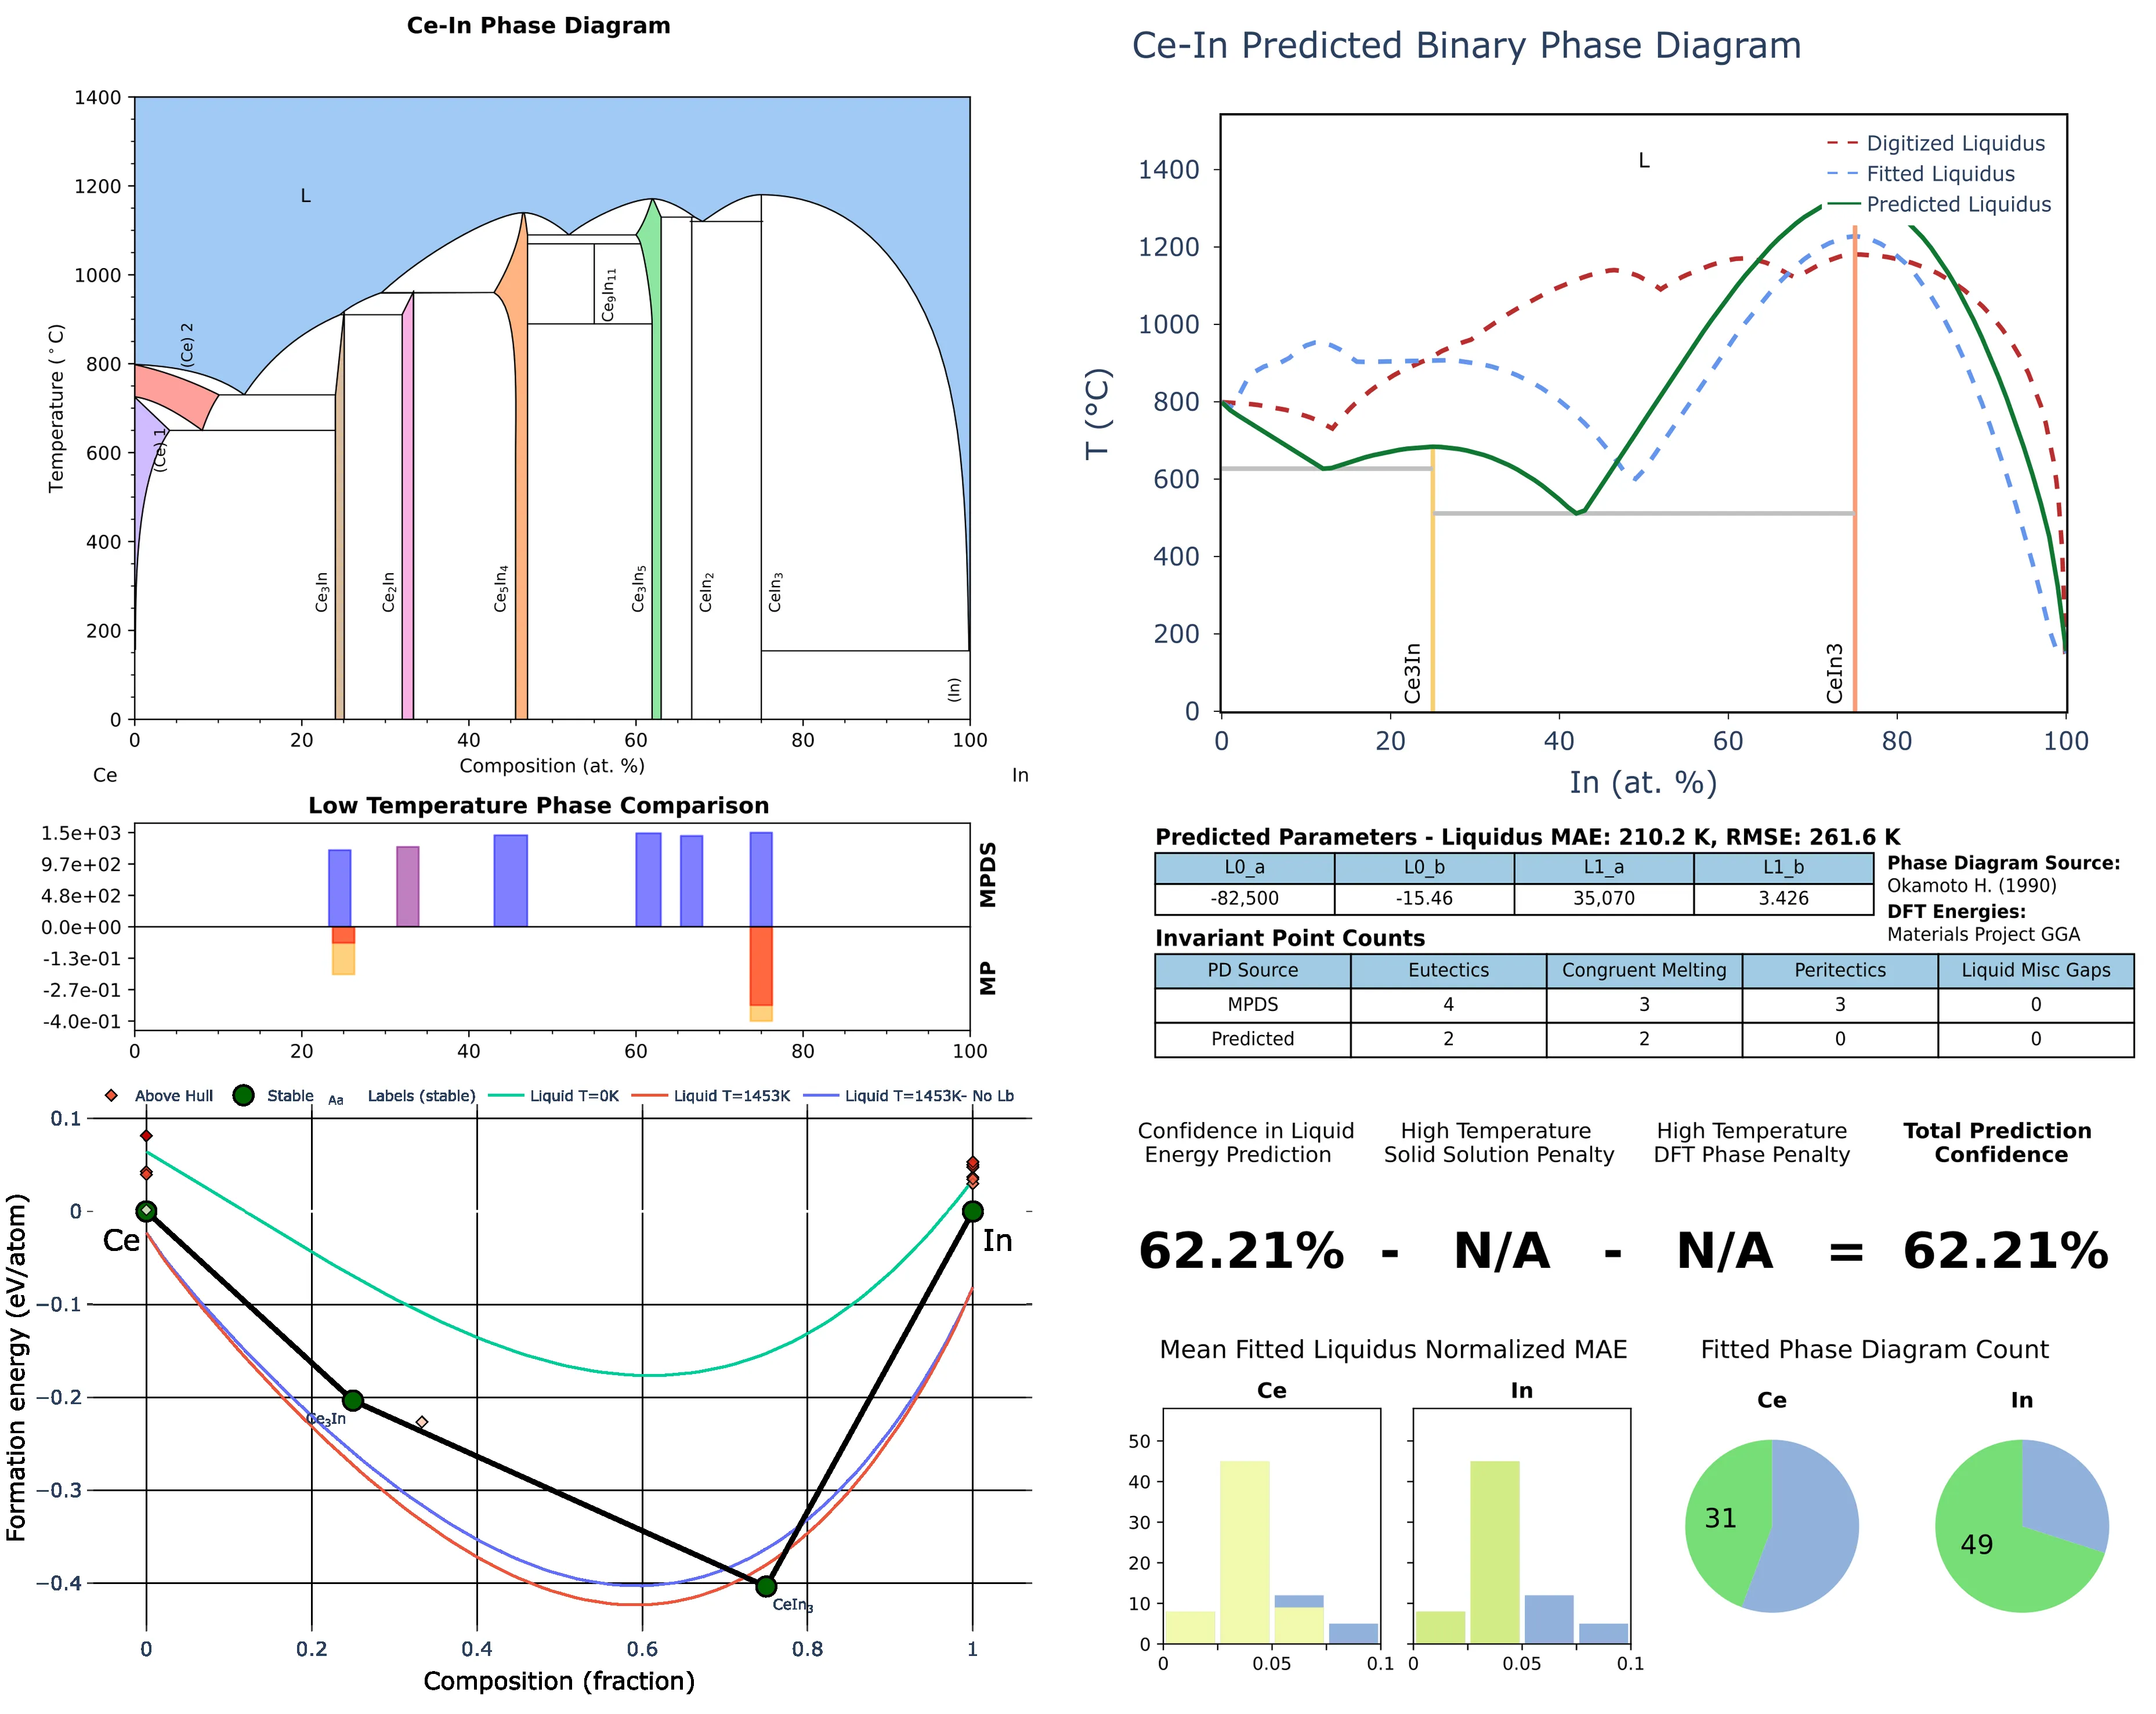 Ce-In Phase Diagram
1400
1200
1000
800
600
400
200
0
Temperature (°C)
L
(Ce) 2
(Ce) 1
Ce3In
Ce2In
Ce5In4
Ce9In11
Ce3In5
CeIn2
CeIn3
(In)
0 20 40 60 80 100
Composition (at. %)
Ce In
Low Temperature Phase Comparison
1.5e+03
9.7e+02
4.8e+02
0.0e+00
-1.3e-01
-2.7e-01
-4.0e-01
MPDS
MP
0 20 40 60 80 100
Above Hull Stable Aa Labels (stable) Liquid T=0K Liquid T=1453K Liquid T=1453K- No Lb
0.1
0
−0.1
−0.2
−0.3
−0.4
Formation energy (eV/atom)
Ce In
Ce3In
CeIn3
0 0.2 0.4 0.6 0.8 1
Composition (fraction)
Ce-In Predicted Binary Phase Diagram
1400
1200
1000
800
600
400
200
0
T (°C)
L
Digitized Liquidus
Fitted Liquidus
Predicted Liquidus
Ce3In
CeIn3
0 20 40 60 80 100
In (at. %)
Predicted Parameters - Liquidus MAE: 210.2 K, RMSE: 261.6 K
L0_a L0_b L1_a L1_b
-82,500 -15.46 35,070 3.426
Phase Diagram Source:
Okamoto H. (1990)
DFT Energies:
Materials Project GGA
Invariant Point Counts
PD Source Eutectics Congruent Melting Peritectics Liquid Misc Gaps
MPDS 4 3 3 0
Predicted 2 2 0 0
Confidence in Liquid
Energy Prediction
High Temperature
Solid Solution Penalty
High Temperature
DFT Phase Penalty
Total Prediction
Confidence
62.21% - N/A - N/A = 62.21%
Mean Fitted Liquidus Normalized MAE
Ce In
50
40
30
20
10
0
0 0.05 0.1 0 0.05 0.1
Fitted Phase Diagram Count
Ce In
31 49